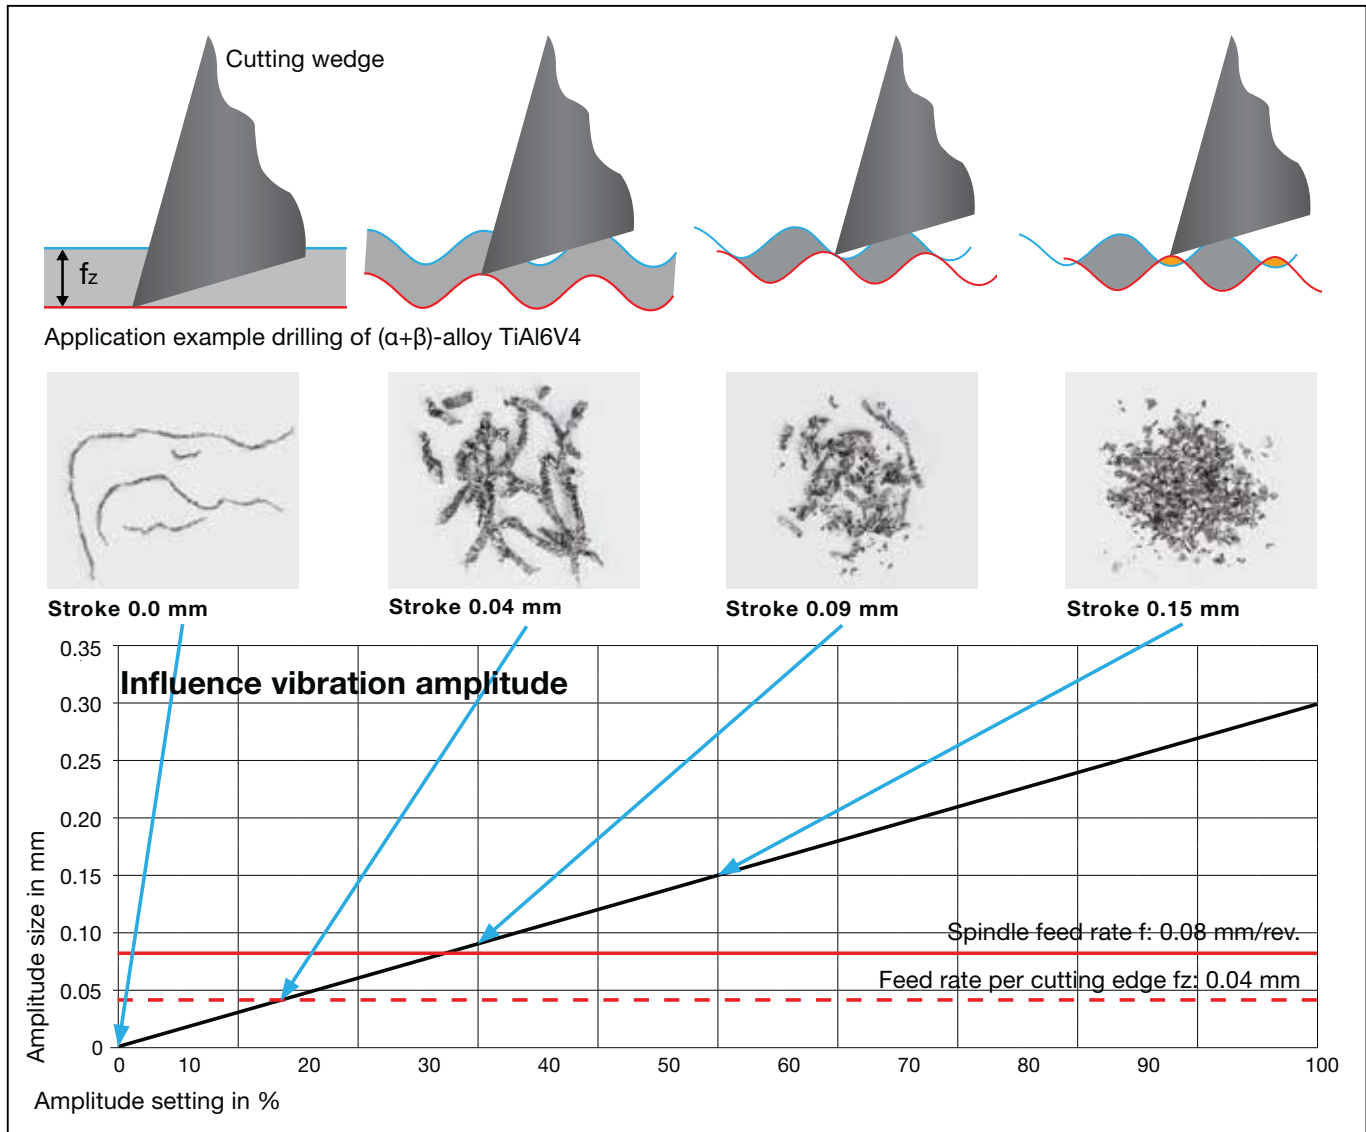 Cutting wedge
fz
Application example drilling of (α+β)-alloy TiAl6V4
Stroke 0.0 mm
Stroke 0.04 mm
Stroke 0.09 mm
Stroke 0.15 mm
Influence vibration amplitude
0.35
0.30
0.25
0.20
0.15
0.10
0.05
0
Amplitude size in mm
Spindle feed rate f: 0.08 mm/rev.
Feed rate per cutting edge fz: 0.04 mm
0 10 20 30 40 50 60 70 80 90 100
Amplitude setting in %